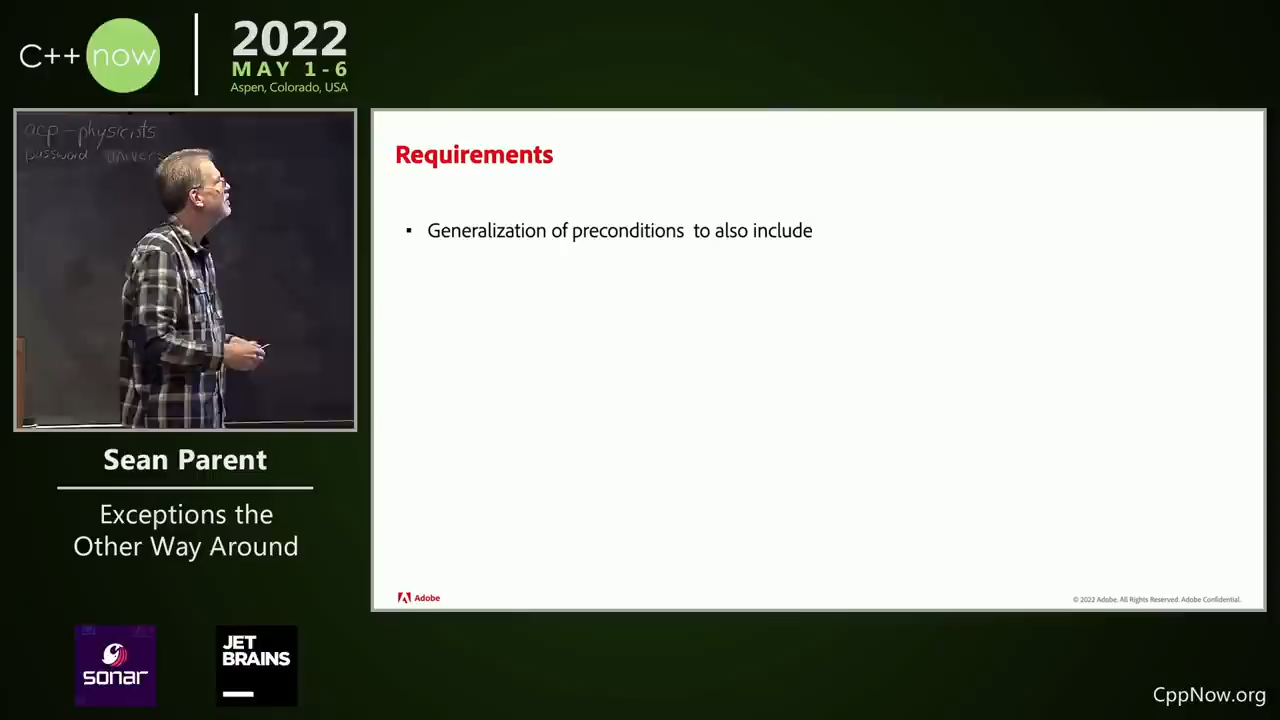 C++ now
2022
MAY 1-6
Aspen, Colorado, USA
acp - physicists
password
Sean Parent
Exceptions the
Other Way Around
sonar
JET
BRAINS
Requirements
▪ Generalization of preconditions to also include
Adobe
© 2022 Adobe. All Rights Reserved. Adobe Confidential.
CppNow.org